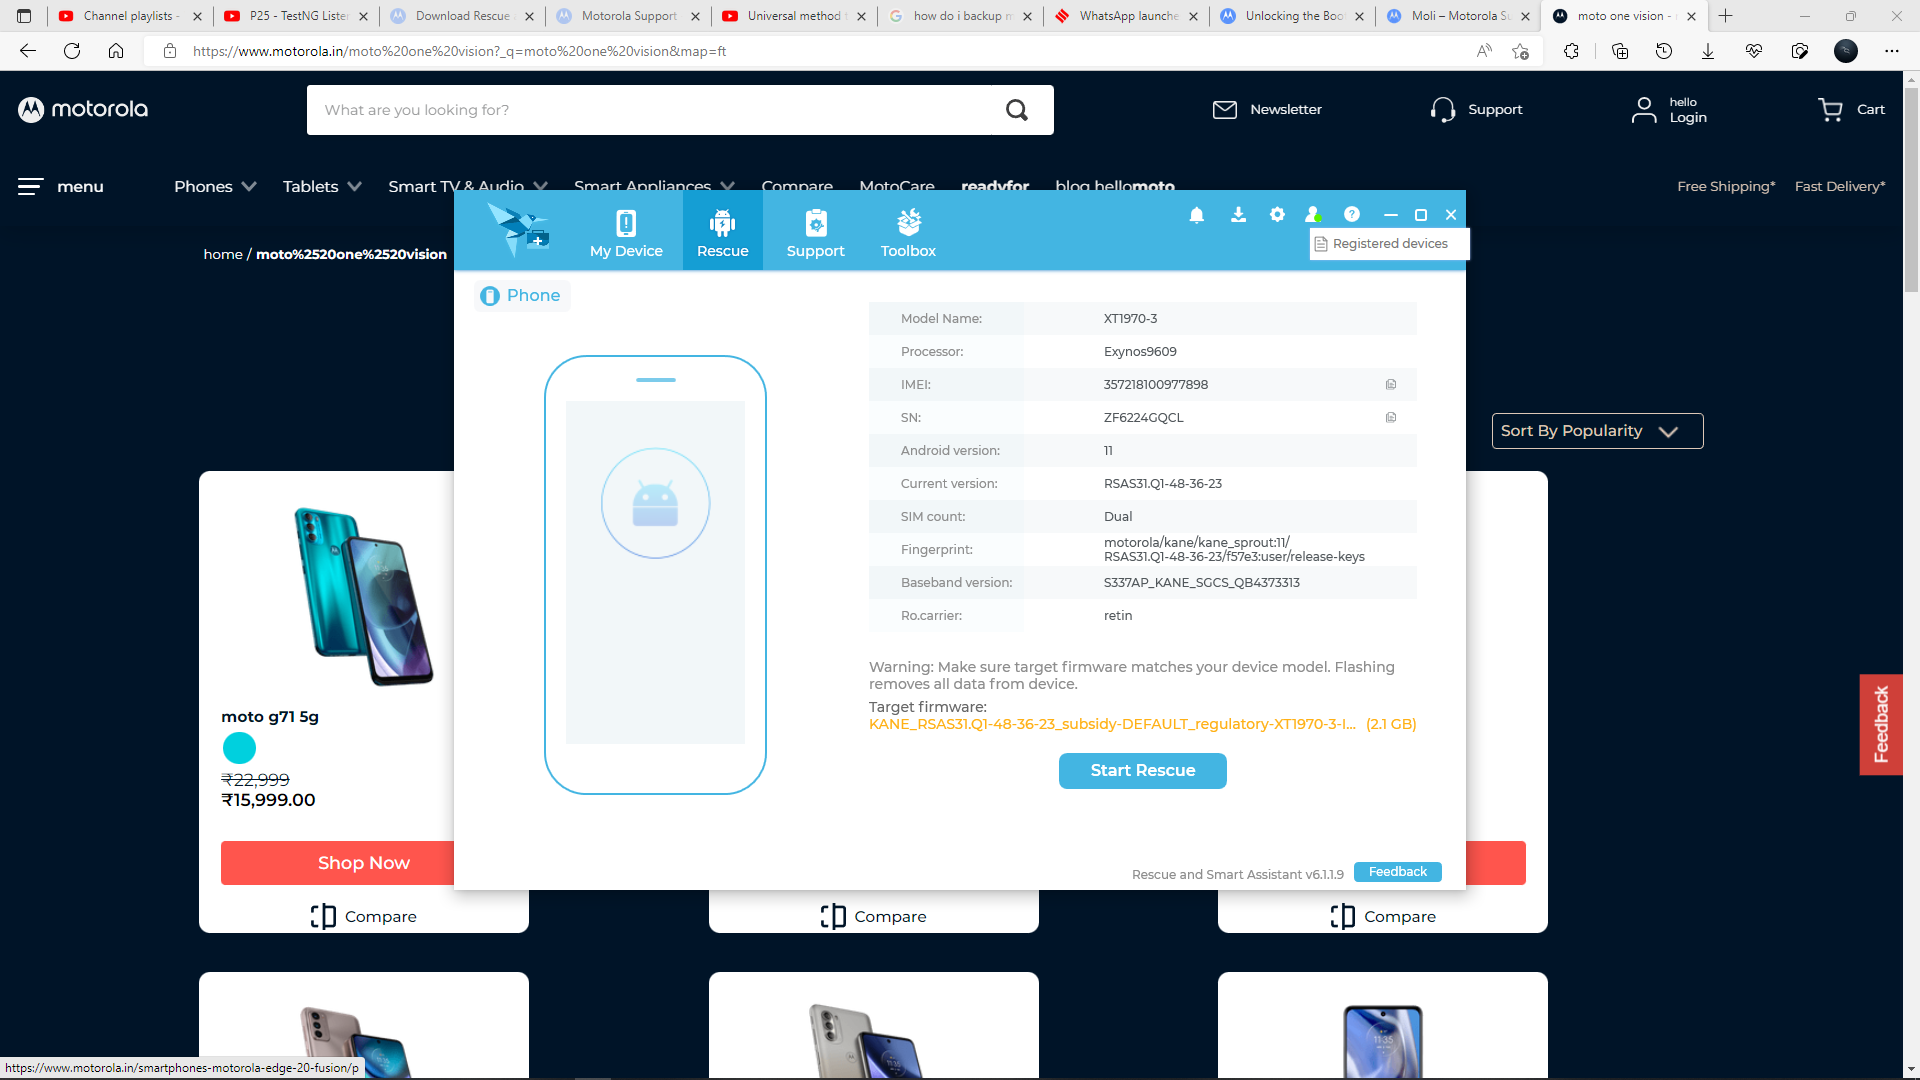 Channel playlists -
P25 - TestNG Listen
Download Rescue a
Motorola Support
Universal method t
how do i backup m
WhatsApp launche
Unlocking the Boo
Moli – Motorola Su
moto one vision -
https://www.motorola.in/moto%20one%20vision?_q=moto%20one%20vision&map=ft
motorola
What are you looking for?
Newsletter
Support
hello
Login
Cart
menu
Phones
Tablets
Smart TV & Audio
Smart Appliances
Compare
MotoCare
readyfor
blog hellomoto
Free Shipping*
Fast Delivery*
home / moto%2520one%2520vision
My Device
Rescue
Support
Toolbox
Registered devices
Phone
Model Name: XT1970-3
Processor: Exynos9609
IMEI: 357218100977898
SN: ZF6224GQCL
Android version: 11
Current version: RSAS31.Q1-48-36-23
SIM count: Dual
Fingerprint: motorola/kane/kane_sprout:11/
RSAS31.Q1-48-36-23/f57e3:user/release-keys
Baseband version: S337AP_KANE_SGCS_QB4373313
Ro.carrier: retin
Warning: Make sure target firmware matches your device model. Flashing
removes all data from device.
Target firmware:
KANE_RSAS31.Q1-48-36-23_subsidy-DEFAULT_regulatory-XT1970-3-I... (2.1 GB)
Start Rescue
Rescue and Smart Assistant v6.1.1.9
Feedback
Sort By Popularity
Feedback
moto g71 5g
₹22,999
₹15,999.00
Shop Now
Compare
Compare
Compare
https://www.motorola.in/smartphones-motorola-edge-20-fusion/p